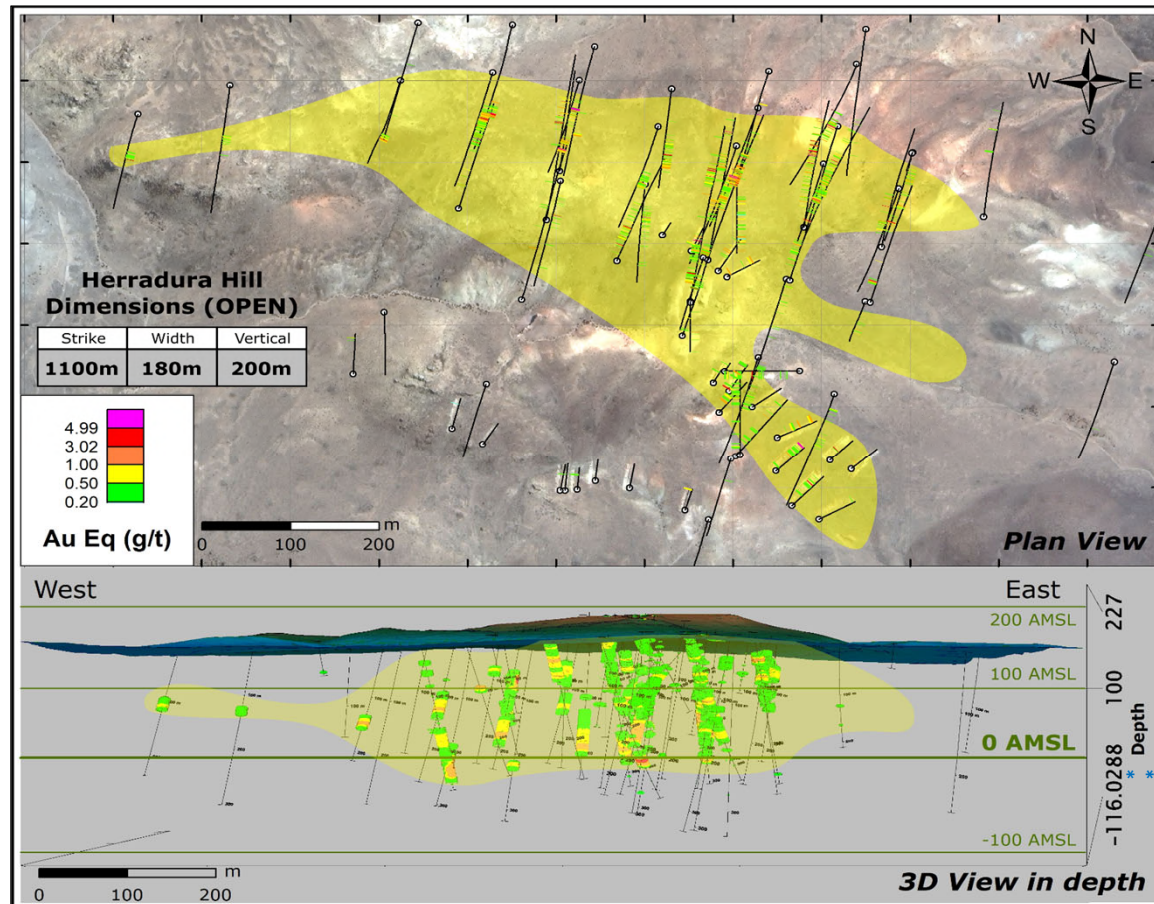 N
W E
S
Herradura Hill
Dimensions (OPEN)
Strike Width Vertical
1100m 180m 200m
4.99
3.02
1.00
0.50
0.20
Au Eq (g/t)
m
0 100 200
Plan View
West East
200 AMSL
100 AMSL
0 AMSL
-100 AMSL
227
100
Depth
-116.0288
* *
m
0 100 200
3D View in depth